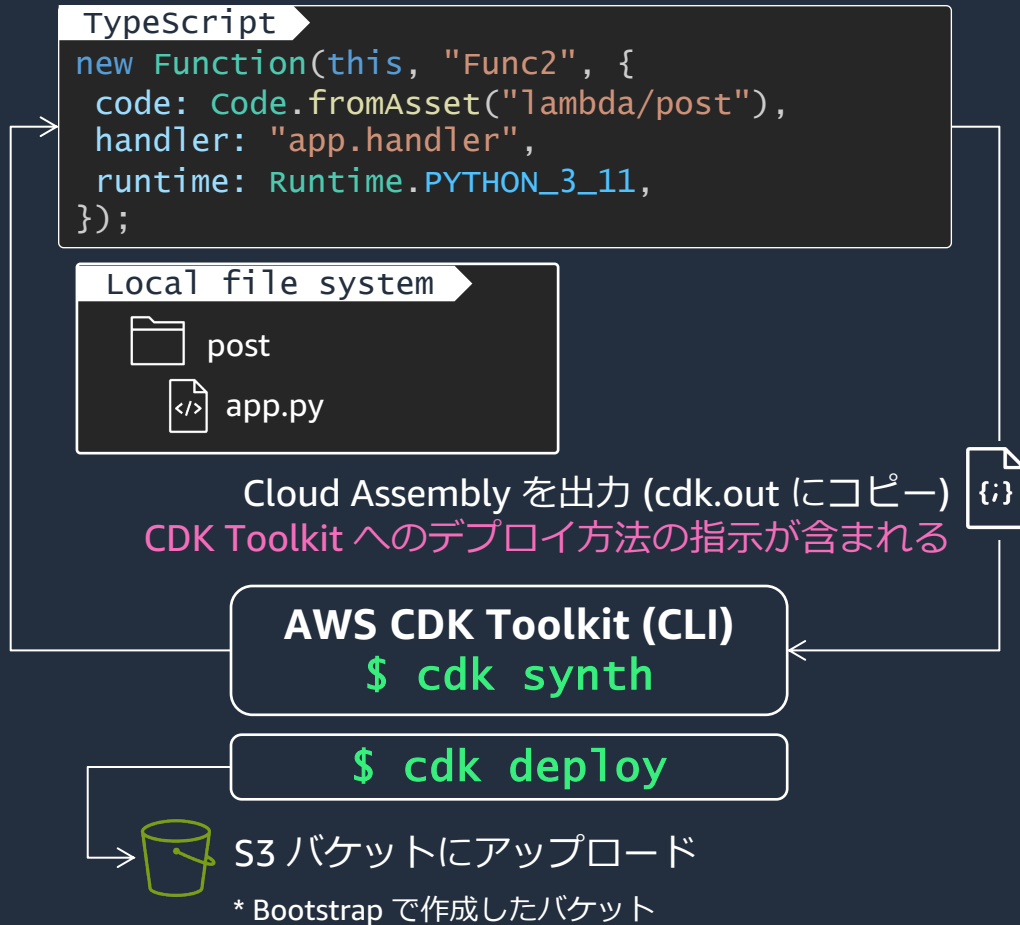 TypeScript
new Function(this, "Func2", {
 code: Code.fromAsset("lambda/post"),
 handler: "app.handler",
 runtime: Runtime.PYTHON_3_11,
});
Local file system
post
</>
app.py
Cloud Assembly を出力 (cdk.out にコピー)
{;}
CDK Toolkit へのデプロイ方法の指示が含まれる
AWS CDK Toolkit (CLI)
$ cdk synth
$ cdk deploy
S3 バケットにアップロード
* Bootstrap で作成したバケット